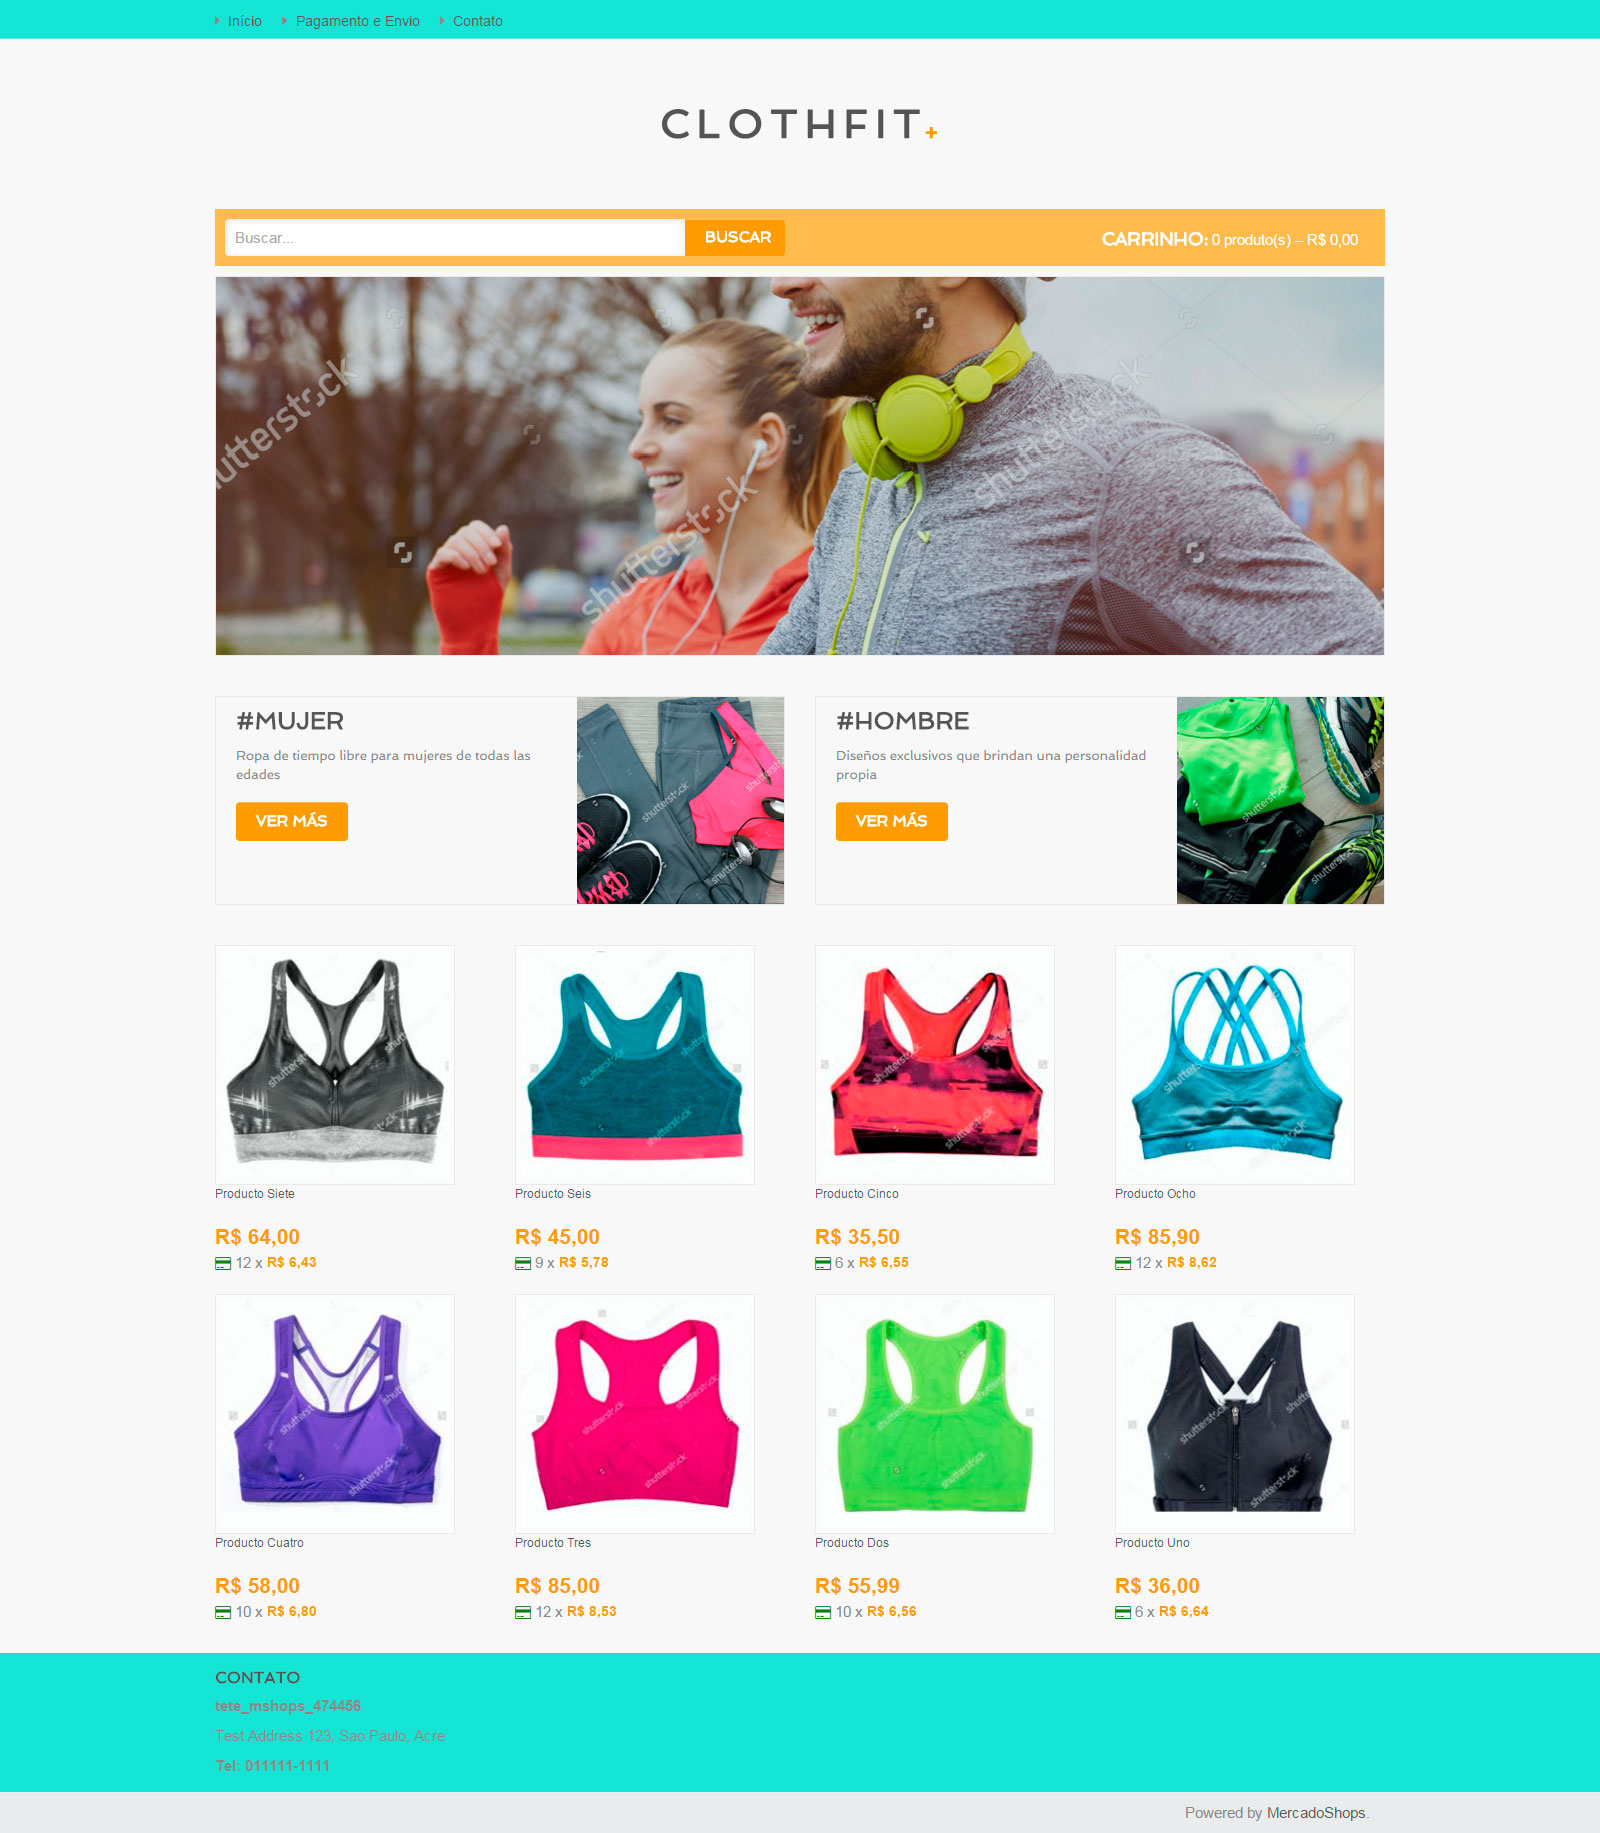 Início Pagamento e Envio Contato
CLOTHFIT+
Buscar... BUSCAR CARRINHO: 0 produto(s) – R$ 0,00
shutterstock shutterstock shutterstock
#MUJER
Ropa de tiempo libre para mujeres de todas las
edades
VER MÁS
#HOMBRE
Diseños exclusivos que brindan una personalidad
propia
VER MÁS
Producto Siete
R$ 64,00
12 x R$ 6,43
Producto Seis
R$ 45,00
9 x R$ 5,78
Producto Cinco
R$ 35,50
6 x R$ 6,55
Producto Ocho
R$ 85,90
12 x R$ 8,62
Producto Cuatro
R$ 58,00
10 x R$ 6,80
Producto Tres
R$ 85,00
12 x R$ 8,53
Producto Dos
R$ 55,99
10 x R$ 6,56
Producto Uno
R$ 36,00
6 x R$ 6,64
CONTATO
tete_mshops_474456
Test Address 123, Sao Paulo, Acre
Tel: 011111-1111
Powered by MercadoShops.